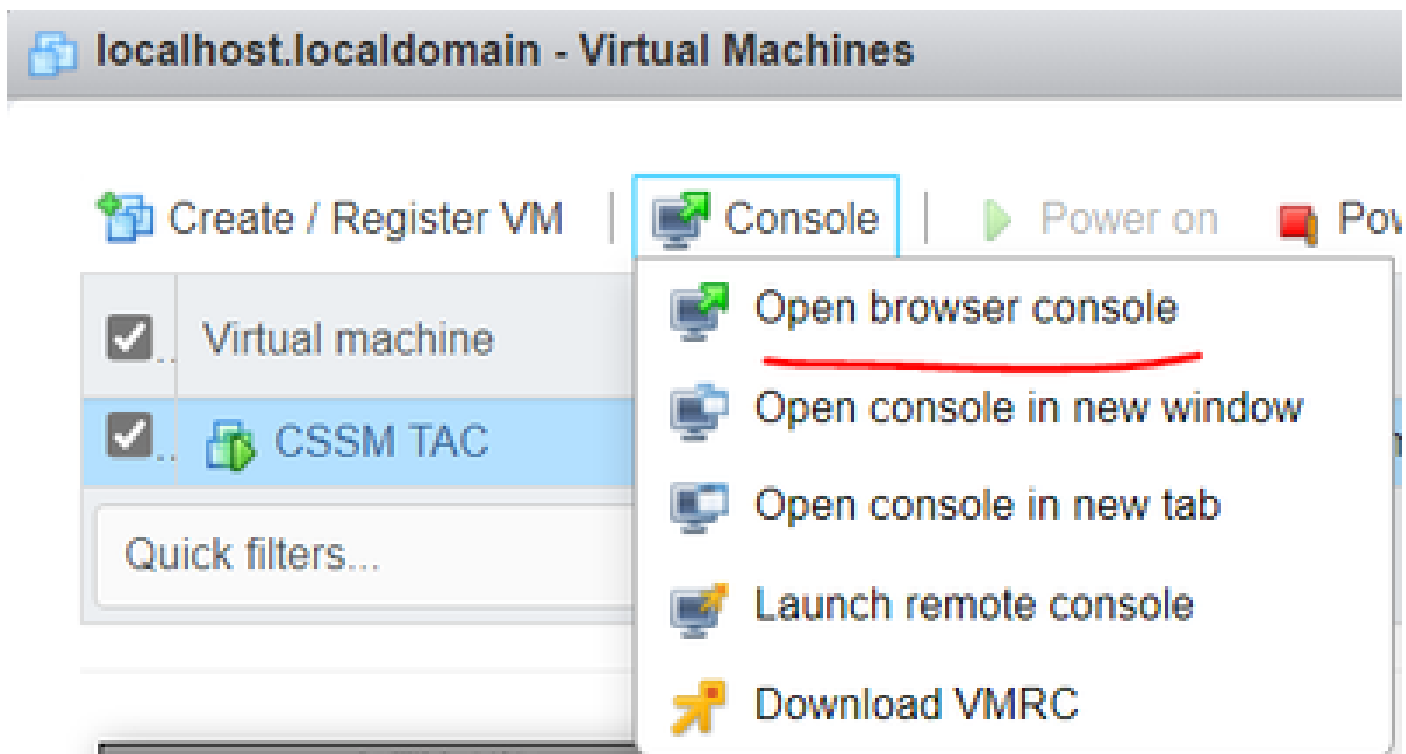 localhost.localdomain - Virtual Machines
Create / Register VM | Console | Power on
Open browser console
Virtual machine
Open console in new window
CSSM TAC
Open console in new tab
Quick filters...
Launch remote console
Download VMRC